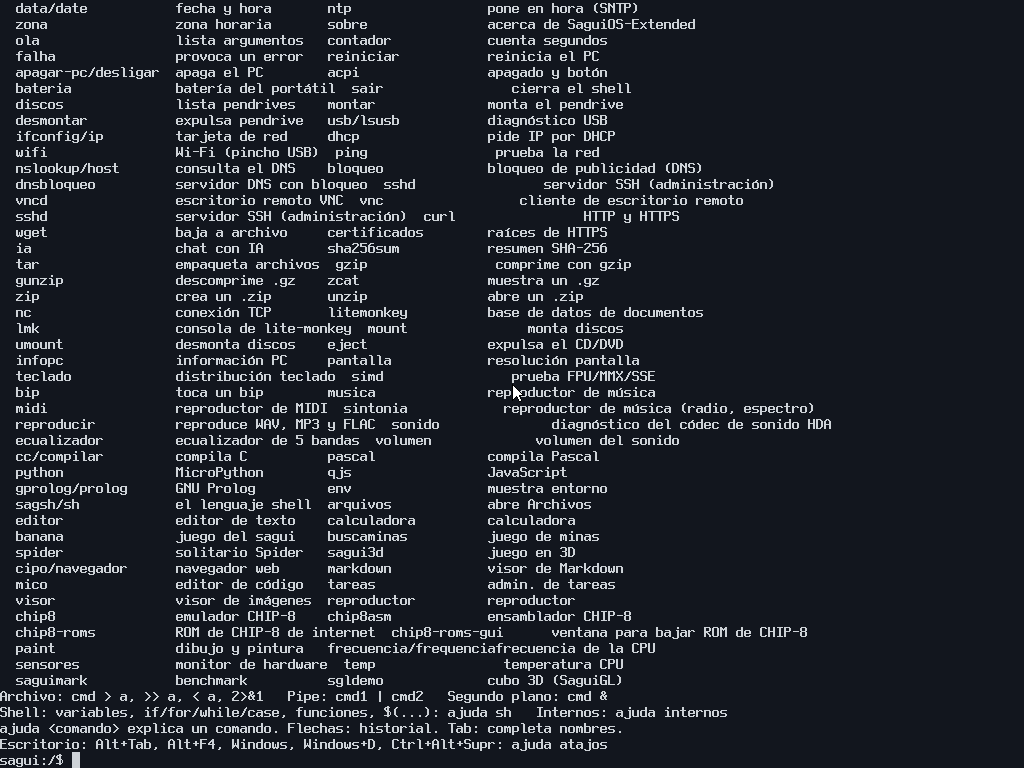 data/date fecha y hora ntp pone en hora (SNTP)
zona zona horaria sobre acerca de SaguiOS-Extended
ola lista argumentos contador cuenta segundos
falha provoca un error reiniciar reinicia el PC
apagar-pc/desligar apaga el PC acpi apagado y botón
bateria batería del portátil sair cierra el shell
discos lista pendrives montar monta el pendrive
desmontar expulsa pendrive usb/lsusb diagnóstico USB
ifconfig/ip tarjeta de red dhcp pide IP por DHCP
wifi Wi-Fi (pincho USB) ping prueba la red
nslookup/host consulta el DNS bloqueo bloqueo de publicidad (DNS)
dnsbloqueo servidor DNS con bloqueo sshd servidor SSH (administración)
vncd escritorio remoto VNC vnc cliente de escritorio remoto
sshd servidor SSH (administración) curl HTTP y HTTPS
wget baja a archivo certificados raíces de HTTPS
ia chat con IA sha256sum resumen SHA-256
tar empaqueta archivos gzip comprime con gzip
gunzip descomprime .gz zcat muestra un .gz
zip crea un .zip unzip abre un .zip
nc conexión TCP litemonkey base de datos de documentos
lmk consola de lite-monkey mount monta discos
umount desmonta discos eject expulsa el CD/DVD
infopc información PC pantalla resolución pantalla
teclado distribución teclado simd prueba FPU/MMX/SSE
bip toca un bip musica reproductor de música
midi reproductor de MIDI sintonia reproductor de música (radio, espectro)
reproducir reproduce WAV, MP3 y FLAC sonido diagnóstico del códec de sonido HDA
ecualizador ecualizador de 5 bandas volumen volumen del sonido
cc/compilar compila C pascal compila Pascal
python MicroPython qjs JavaScript
gprolog/prolog GNU Prolog env muestra entorno
sagsh/sh el lenguaje shell arquivos abre Archivos
editor editor de texto calculadora calculadora
banana juego del sagui buscaminas juego de minas
spider solitario Spider sagui3d juego en 3D
cipo/navegador navegador web markdown visor de Markdown
mico editor de código tareas admin. de tareas
visor visor de imágenes reproductor reproductor
chip8 emulador CHIP-8 chip8asm ensamblador CHIP-8
chip8-roms ROM de CHIP-8 de internet chip8-roms-gui ventana para bajar ROM de CHIP-8
paint dibujo y pintura frecuencia/frequenciafrecuencia de la CPU
sensores monitor de hardware temp temperatura CPU
saguimark benchmark sgldemo cubo 3D (SaguiGL)
Archivo: cmd > a, >> a, < a, 2>&1 Pipe: cmd1 | cmd2 Segundo plano: cmd &
Shell: variables, if/for/while/case, funciones, $(...): ajuda sh Internos: ajuda internos
ajuda <comando> explica un comando. Flechas: historial. Tab: completa nombres.
Escritorio: Alt+Tab, Alt+F4, Windows, Windows+D, Ctrl+Alt+Supr: ajuda atajos
sagui:/$